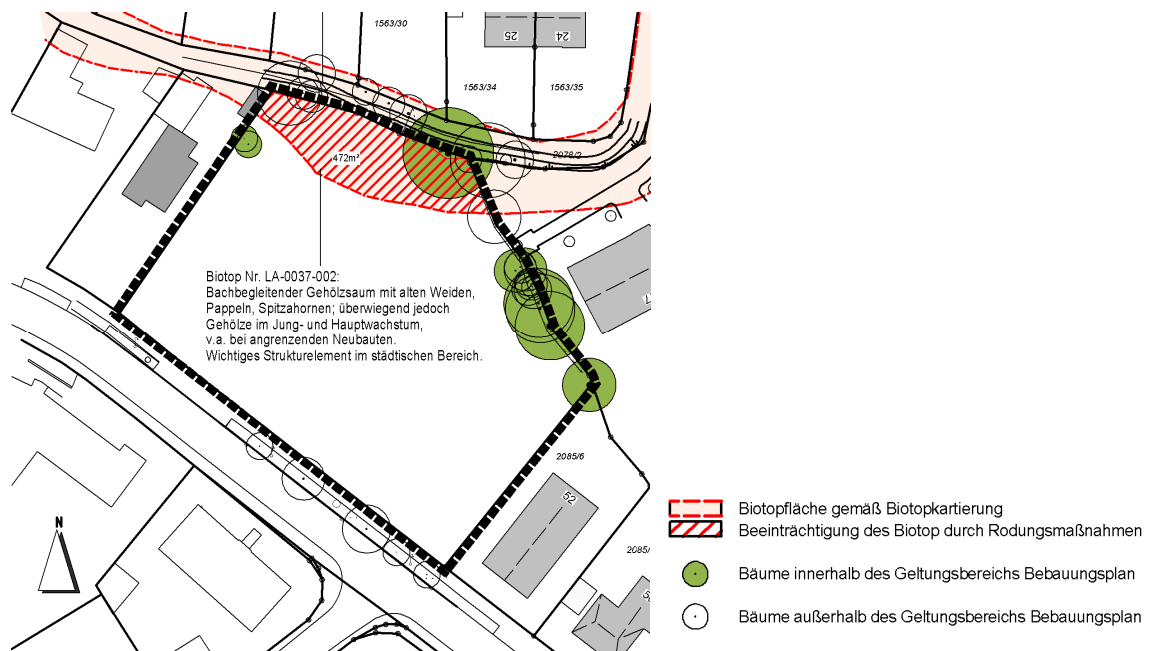 1563/30
25
24
1563/34
1563/35
2078/2
472m²
Biotop Nr. LA-0037-002:
Bachbegleitender Gehölzsaum mit alten Weiden,
Pappeln, Spitzahornen; überwiegend jedoch
Gehölze im Jung- und Hauptwachstum,
v.a. bei angrenzenden Neubauten.
Wichtiges Strukturelement im städtischen Bereich.
2085/6
52
N
2085/
Biotopfläche gemäß Biotopkartierung
Beeinträchtigung des Biotop durch Rodungsmaßnahmen
Bäume innerhalb des Geltungsbereichs Bebauungsplan
Bäume außerhalb des Geltungsbereichs Bebauungsplan